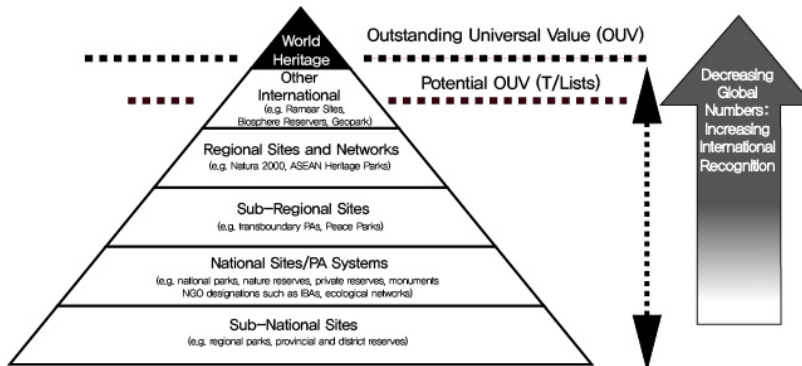 World
Heritage
Outstanding Universal Value (OUV)
Other
International
(e.g. Ramsar Sites,
Biosphere Reservers, Geopark)
Potential OUV (T/Lists)
Regional Sites and Networks
(e.g. Natura 2000, ASEAN Heritage Parks)
Sub-Regional Sites
(e.g. transboundary PAs, Peace Parks)
National Sites/PA Systems
(e.g. national parks, nature reserves, private reserves, monuments
NGO designations such as IBAs, ecological networks)
Sub-National Sites
(e.g. regional parks, provincial and district reserves)
Decreasing
Global
Numbers:
Increasing
International
Recognition